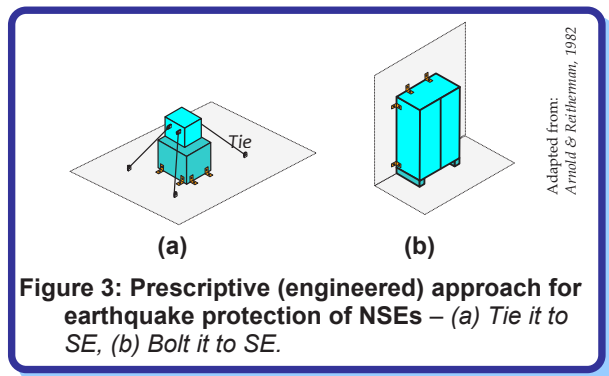 Tie
Adapted from:
Arnold & Reitherman, 1982
(a)
(b)
Figure 3: Prescriptive (engineered) approach for
earthquake protection of NSEs – (a) Tie it to
SE, (b) Bolt it to SE.